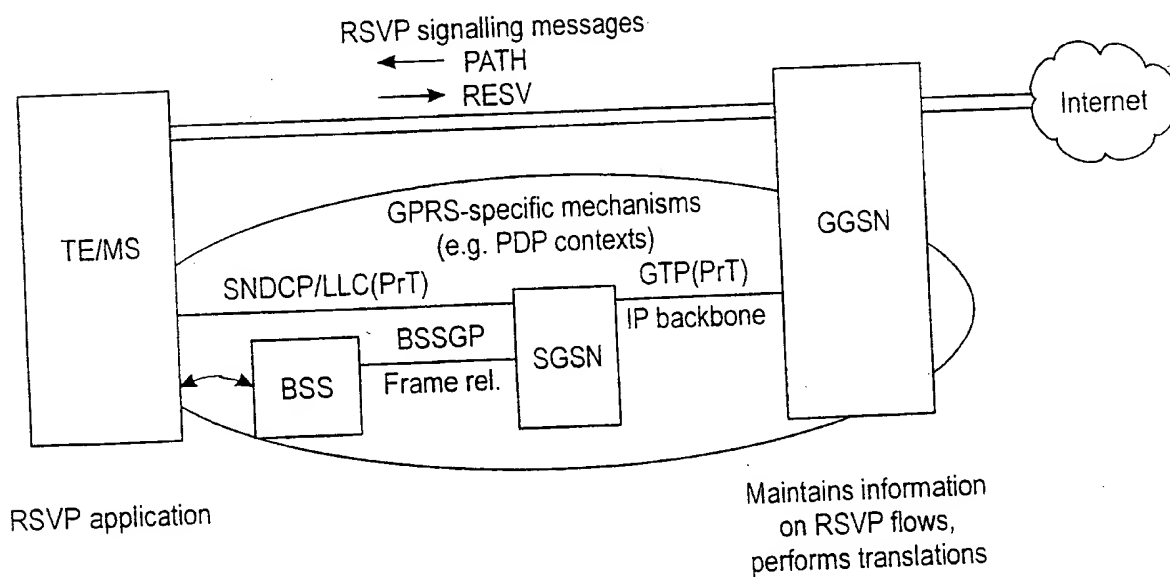 RSVP signalling messages
PATH
RESV
Internet
TE/MS
GGSN
GPRS-specific mechanisms
(e.g. PDP contexts)
SNDCP/LLC(PrT)
GTP(PrT)
IP backbone
BSSGP
SGSN
BSS
Frame rel.
RSVP application
Maintains information
on RSVP flows,
performs translations